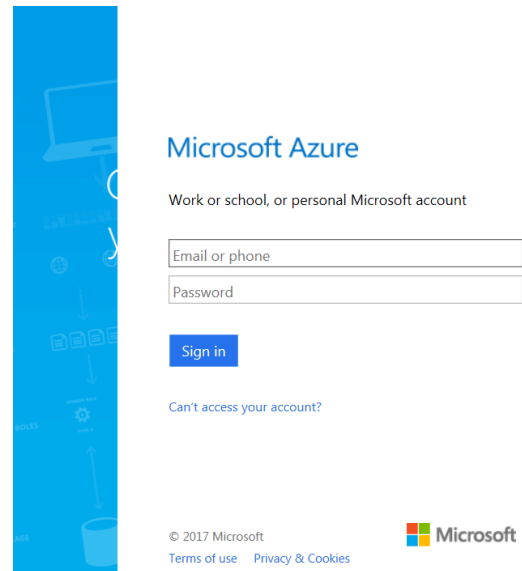 Microsoft Azure
Work or school, or personal Microsoft account
Email or phone
Password
Sign in
Can't access your account?
ROLES
© 2017 Microsoft
Microsoft
Terms of use Privacy & Cookies